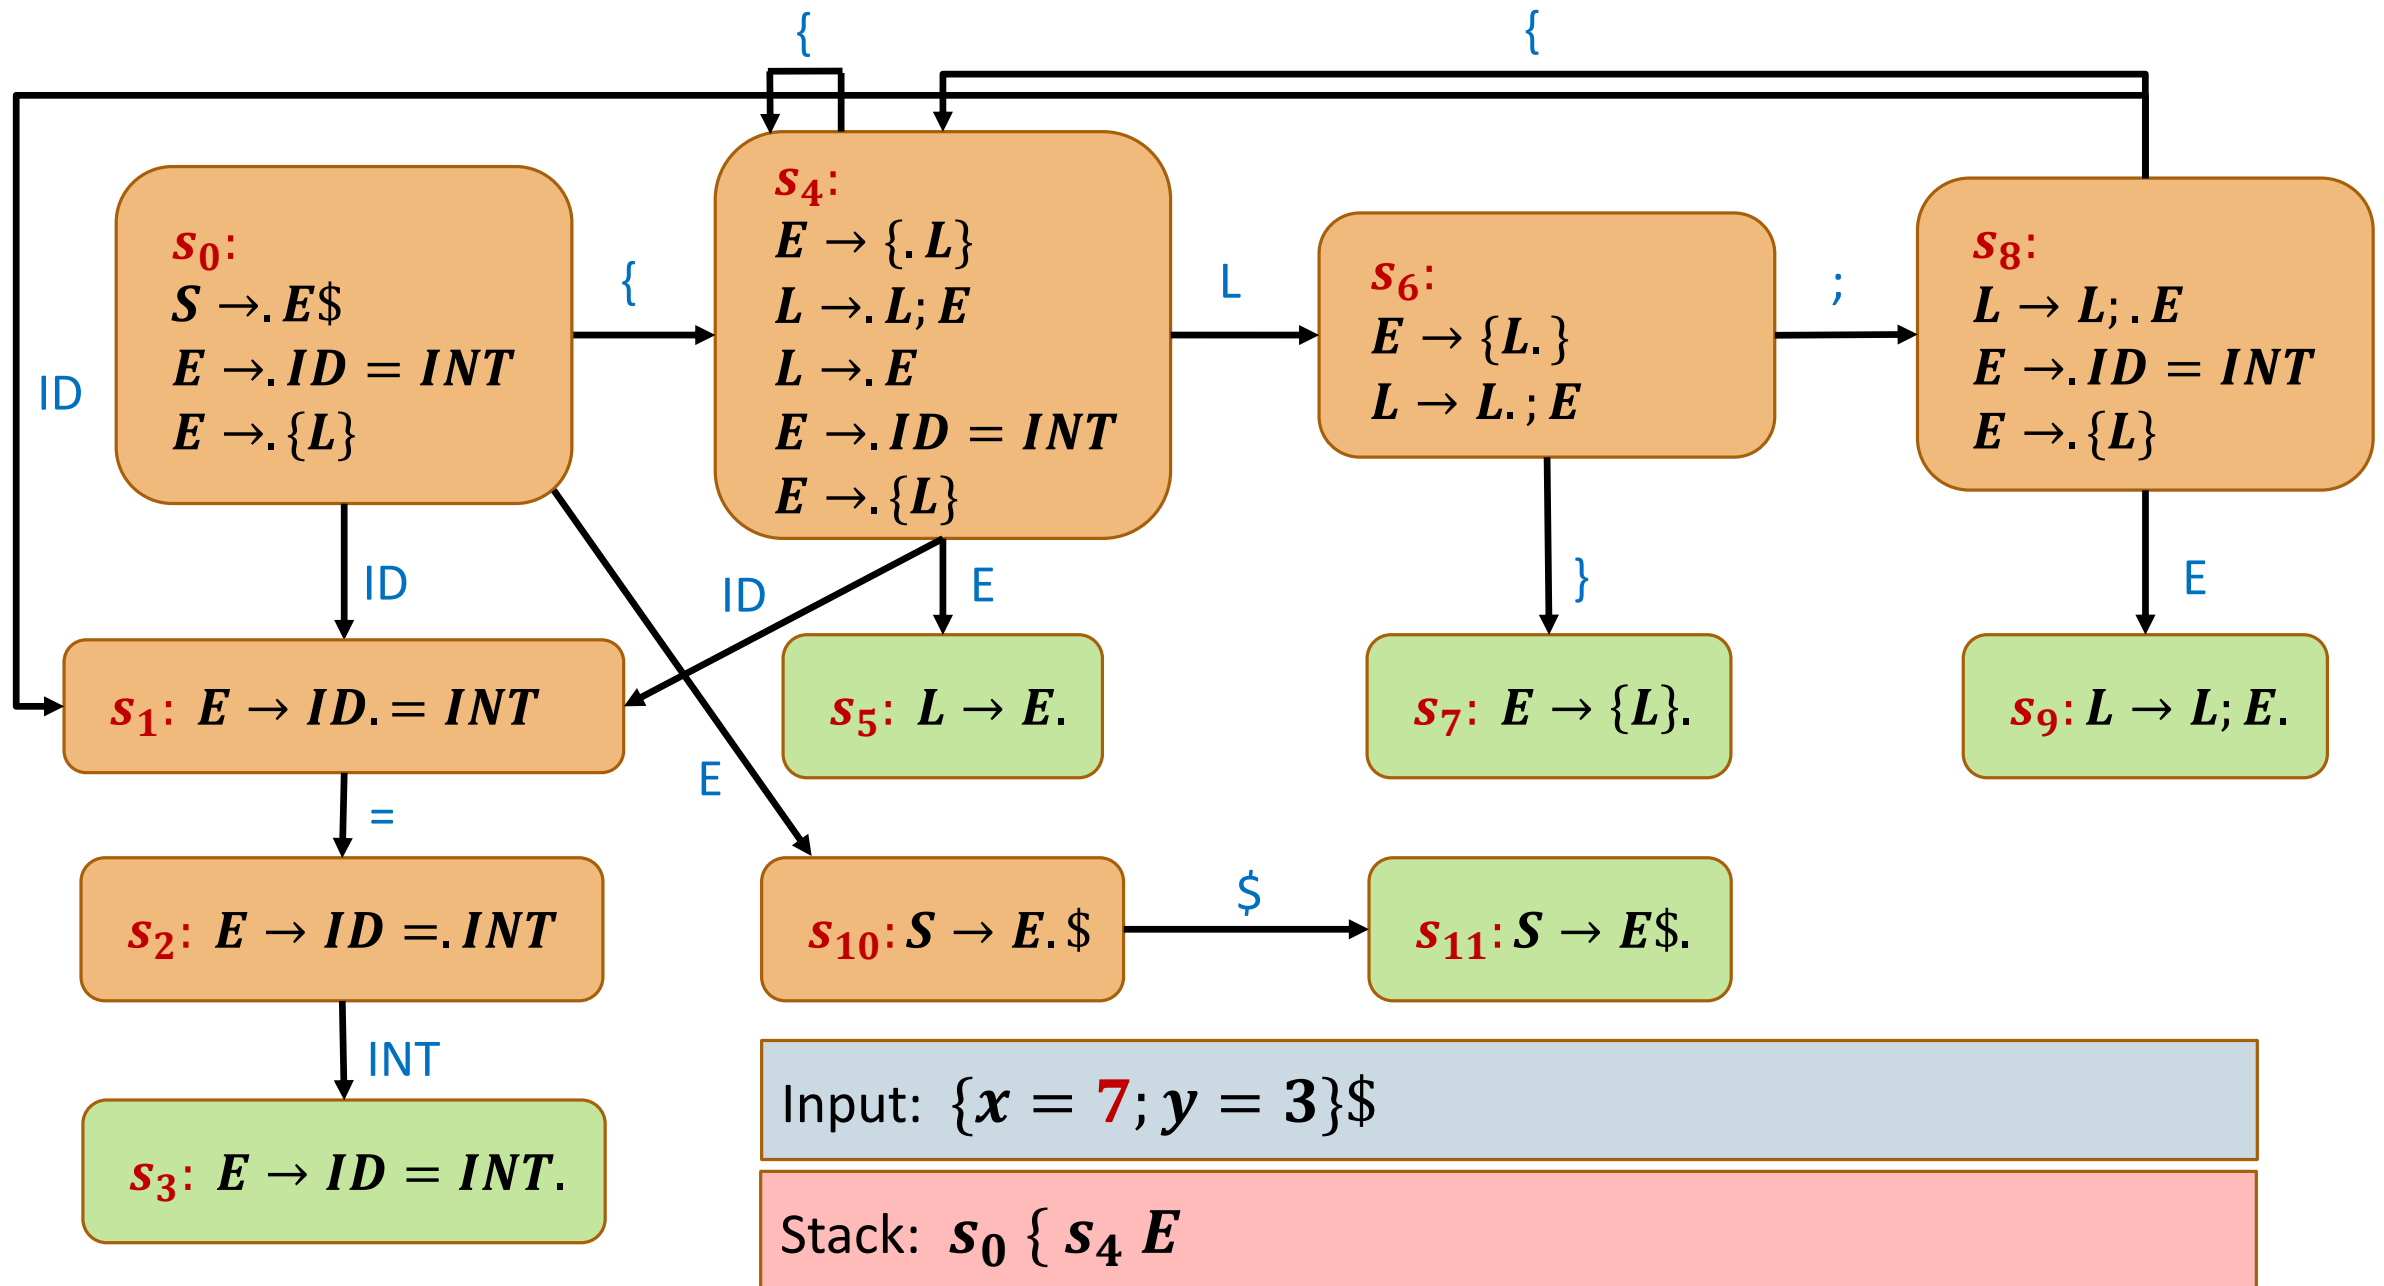 {
{
s₀:
S →. E$
E →. ID = INT
E →. {L}
{
s₄:
E → {. L}
L →. L; E
L →. E
E →. ID = INT
E →. {L}
L
s₆:
E → {L. }
L → L. ; E
;
s₈:
L → L; . E
E →. ID = INT
E →. {L}
ID
ID
ID
E
}
E
s₁: E → ID. = INT
s₅: L → E.
s₇: E → {L}.
s₉: L → L; E.
=
E
s₂: E → ID =. INT
s₁₀: S → E. $
$
s₁₁: S → E$.
INT
s₃: E → ID = INT.
Input: {x = 7; y = 3}$
Stack: s₀ { s₄ E